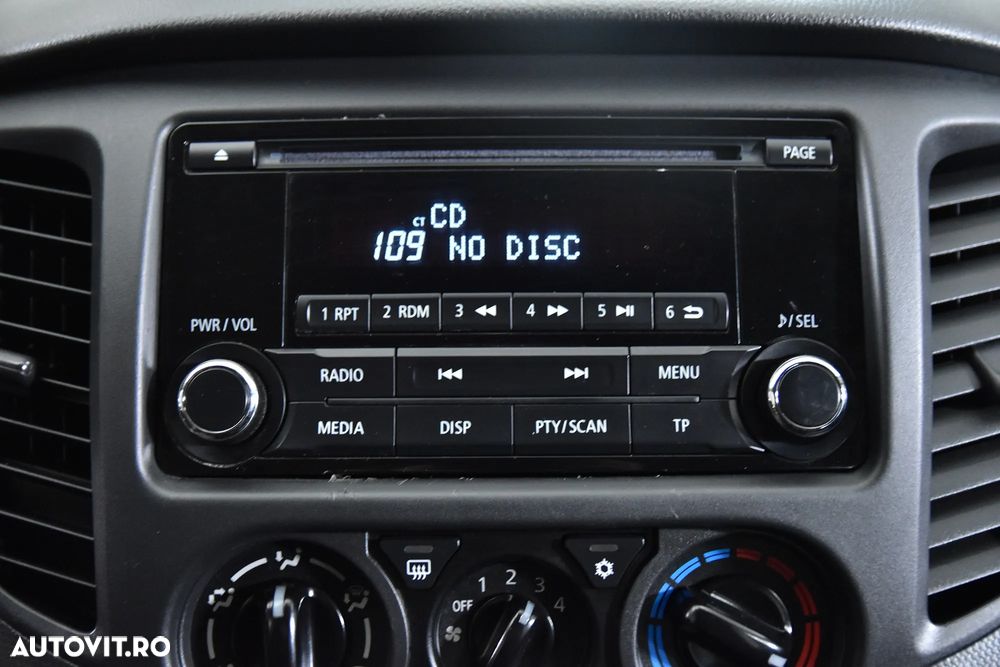 PAGE
CT CD
109 NO DISC
1 RPT 2 RDM 3 4 5 6
PWR / VOL
/SEL
RADIO MENU
MEDIA DISP PTY/SCAN TP
OFF 1 2 3 4
AUTOVIT.RO